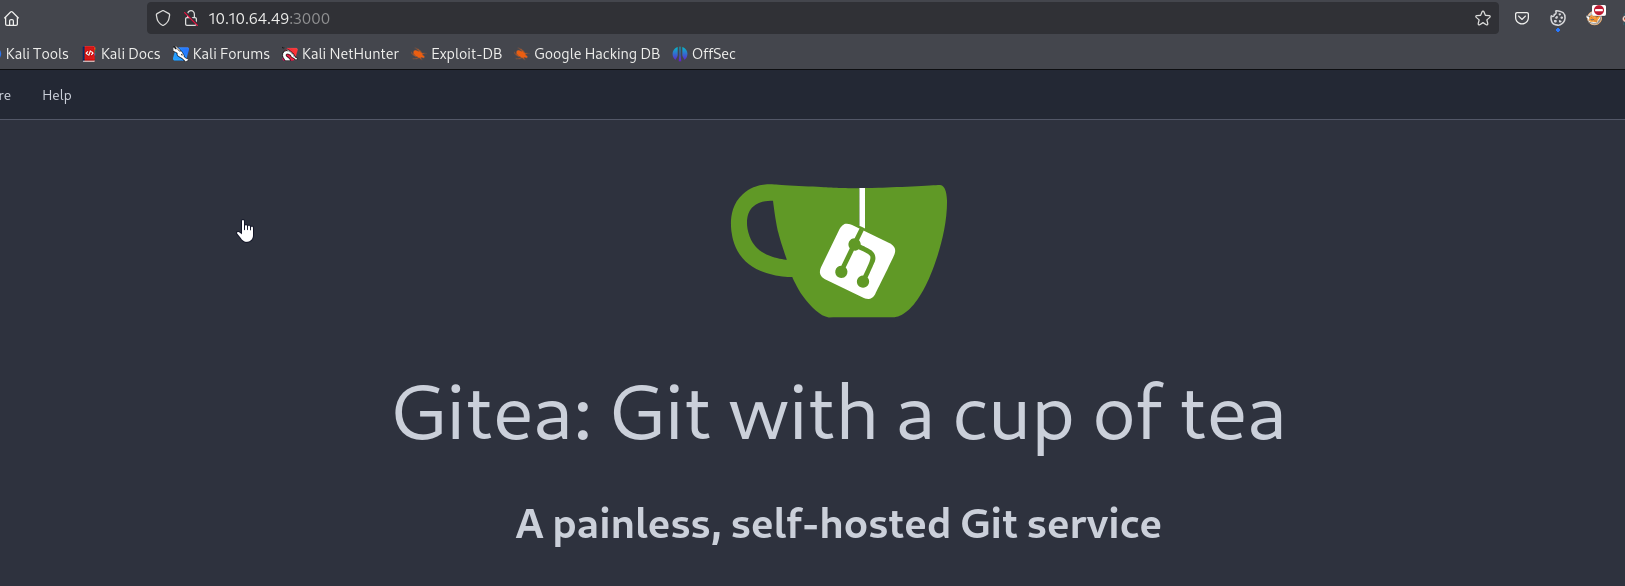 10.10.64.49:3000
Kali Tools Kali Docs Kali Forums Kali NetHunter Exploit-DB Google Hacking DB OffSec
re Help
Gitea: Git with a cup of tea
A painless, self-hosted Git service